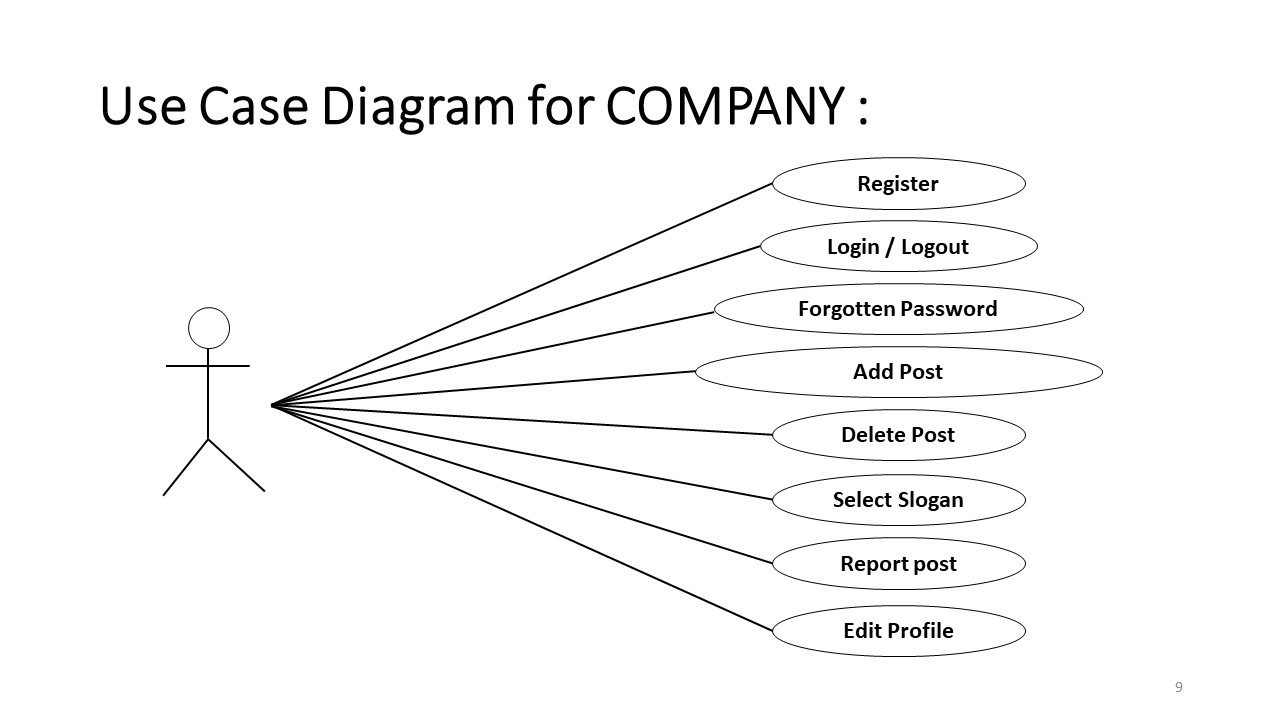 Use Case Diagram for COMPANY :
Register
Login / Logout
Forgotten Password
Add Post
Delete Post
Select Slogan
Report post
Edit Profile
9